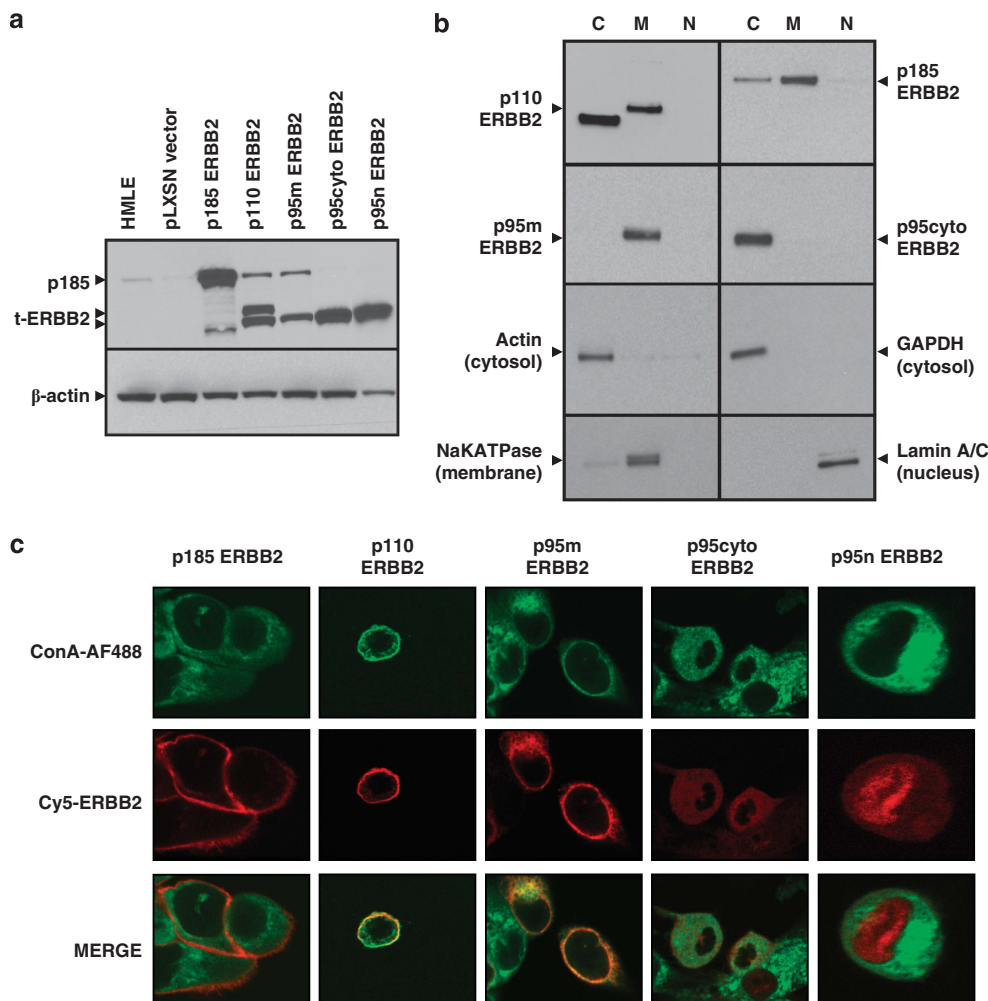 a
HMLE
pLXSN vector
p185 ERBB2
p110 ERBB2
p95m ERBB2
p95cyto ERBB2
p95n ERBB2
p185
t-ERBB2
β-actin
b
C M N C M N
p110
ERBB2
p185
ERBB2
p95m
ERBB2
p95cyto
ERBB2
Actin
(cytosol)
GAPDH
(cytosol)
NaKATPase
(membrane)
Lamin A/C
(nucleus)
c
p185 ERBB2
p110
ERBB2
p95m
ERBB2
p95cyto
ERBB2
p95n ERBB2
ConA-AF488
Cy5-ERBB2
MERGE